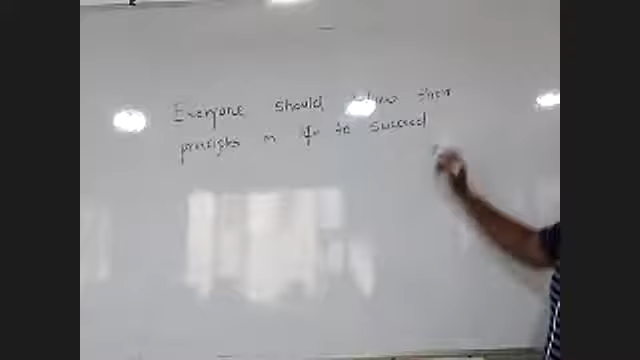 Everyone should follow their
principles in life to succeed